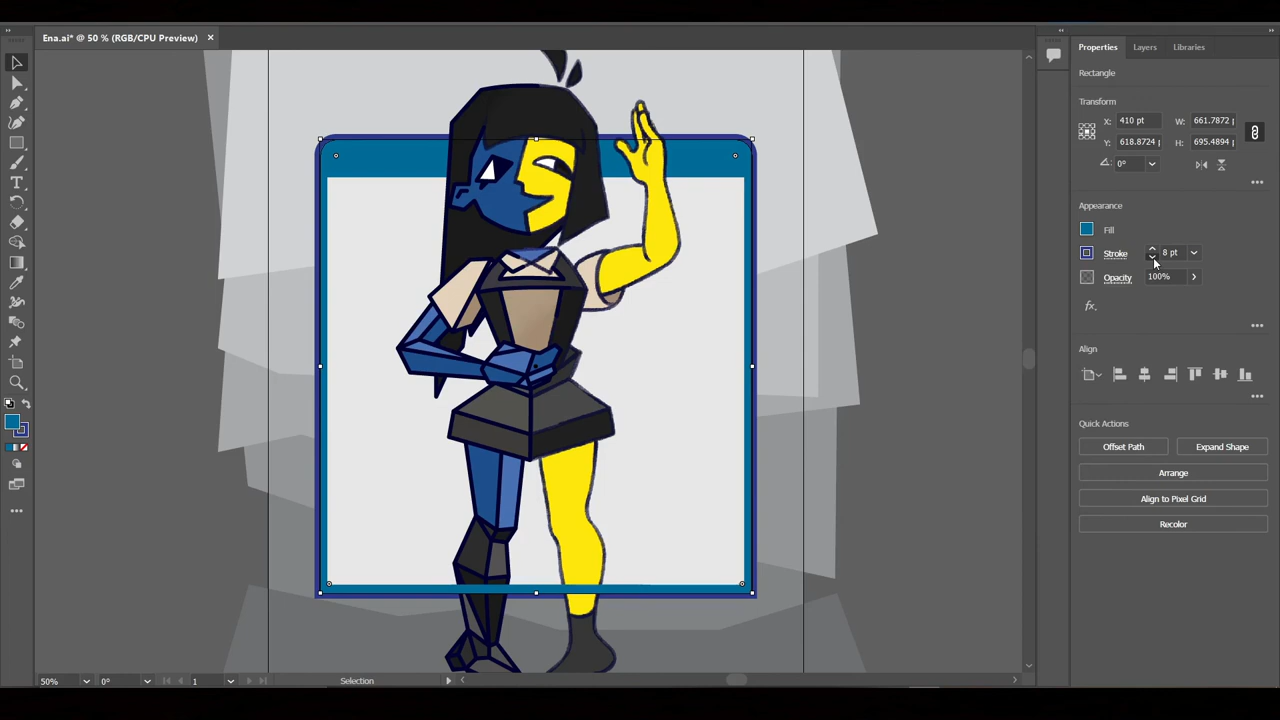 Ena.ai* @ 50 % (RGB/CPU Preview) ×
Properties Layers Libraries
Rectangle
Transform
X: 410 pt W: 661.7872 p
Y: 618.8724 p H: 695.4894 p
0°
Appearance
Fill
Stroke 8 pt
Opacity 100%
fx.
Align
Quick Actions
Offset Path Expand Shape
Arrange
Align to Pixel Grid
Recolor
50% 0° 1 Selection